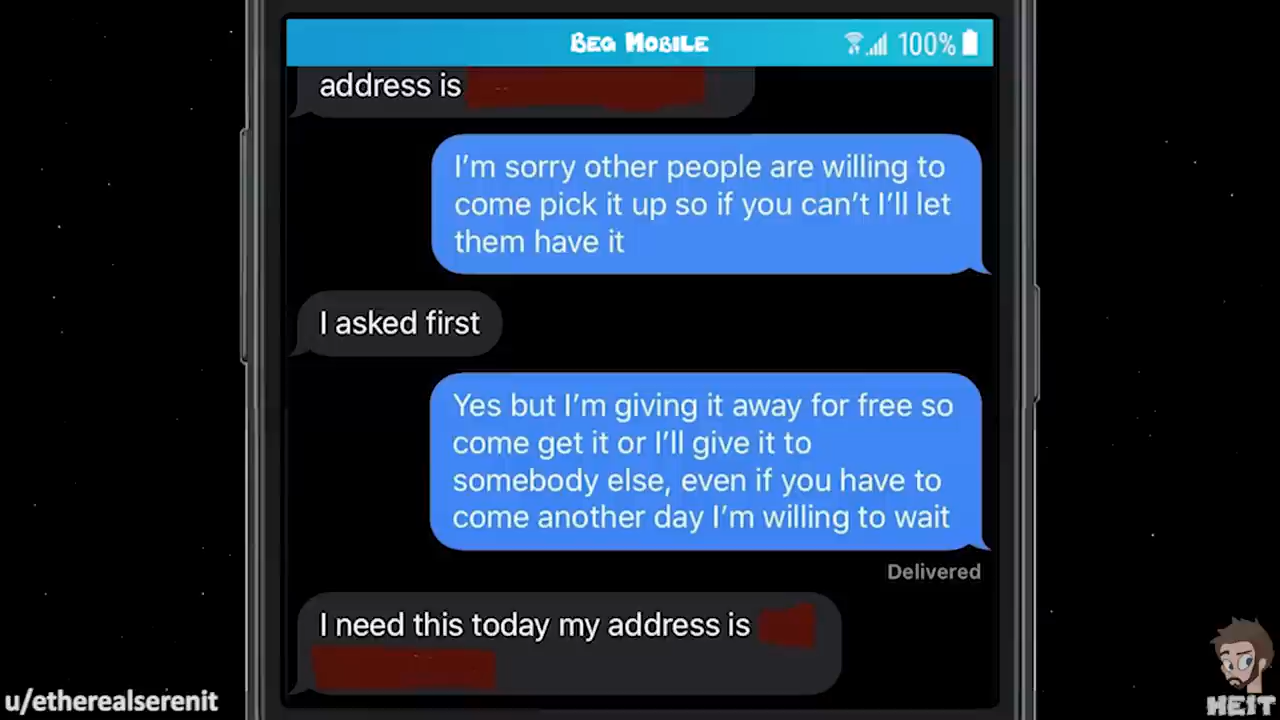 BEG MOBILE
100%
address is
I'm sorry other people are willing to
come pick it up so if you can't I'll let
them have it
I asked first
Yes but I'm giving it away for free so
come get it or I'll give it to
somebody else, even if you have to
come another day I'm willing to wait
Delivered
I need this today my address is
u/etherealserenit
HEIT